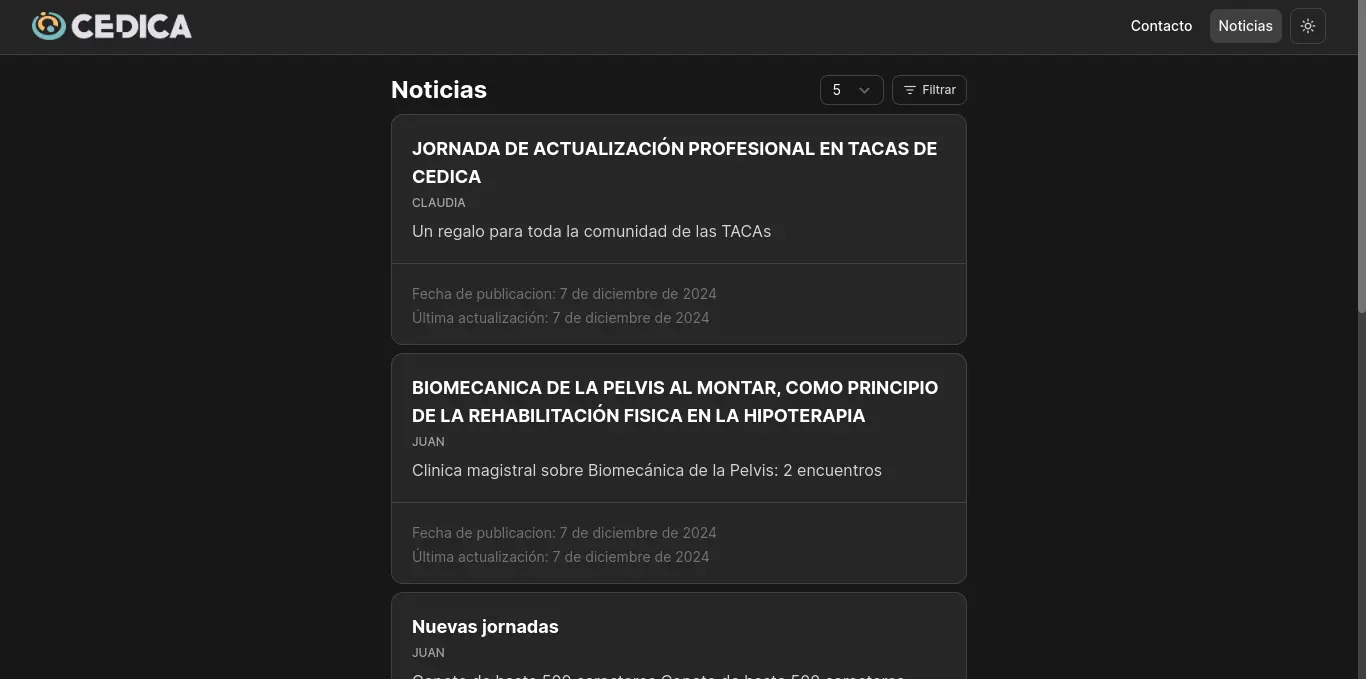 CEDICA
Contacto
Noticias
Noticias
5
Filtrar
JORNADA DE ACTUALIZACIÓN PROFESIONAL EN TACAS DE
CEDICA
CLAUDIA
Un regalo para toda la comunidad de las TACAs
Fecha de publicacion: 7 de diciembre de 2024
Última actualización: 7 de diciembre de 2024
BIOMECANICA DE LA PELVIS AL MONTAR, COMO PRINCIPIO
DE LA REHABILITACIÓN FISICA EN LA HIPOTERAPIA
JUAN
Clinica magistral sobre Biomecánica de la Pelvis: 2 encuentros
Fecha de publicacion: 7 de diciembre de 2024
Última actualización: 7 de diciembre de 2024
Nuevas jornadas
JUAN